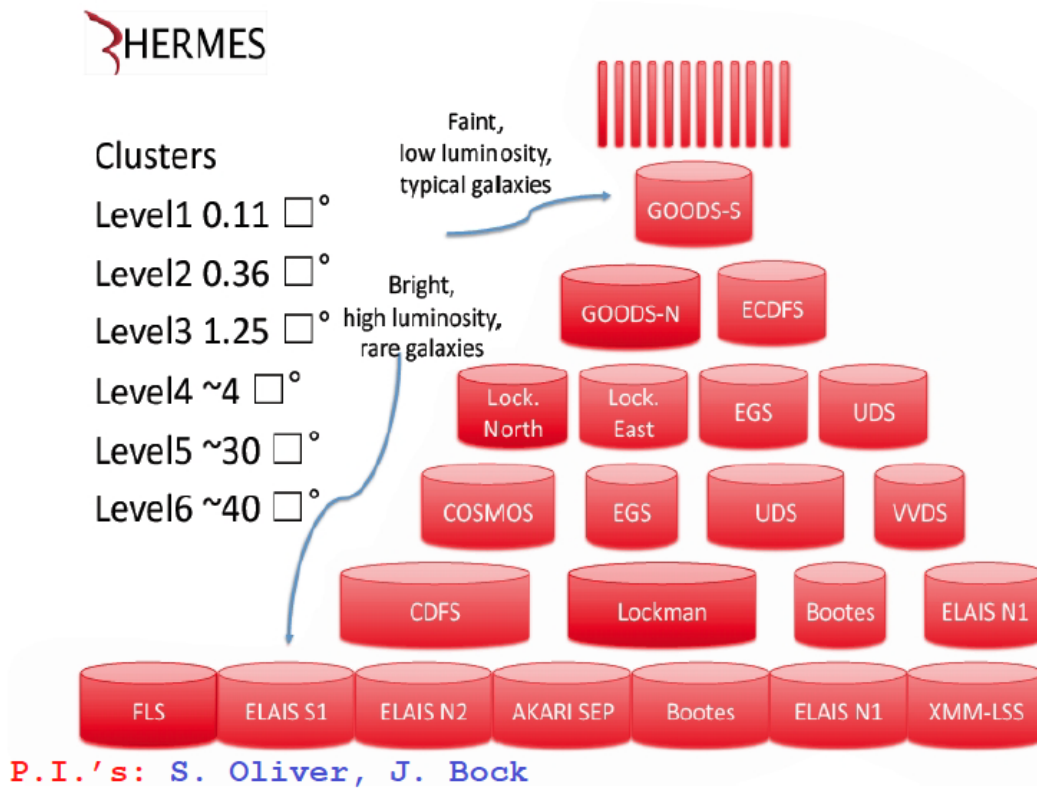 HERMES
Clusters
Level1 0.11 □°
Level2 0.36 □°
Level3 1.25 □°
Level4 ~4 □°
Level5 ~30 □°
Level6 ~40 □°
Faint,
low luminosity,
typical galaxies
Bright,
high luminosity,
rare galaxies
GOODS-S
GOODS-N
ECDFS
Lock.
North
Lock.
East
EGS
UDS
COSMOS
EGS
UDS
VVDS
CDFS
Lockman
Bootes
ELAIS N1
FLS
ELAIS S1
ELAIS N2
AKARI SEP
Bootes
ELAIS N1
XMM-LSS
P.I.'s: S. Oliver, J. Bock